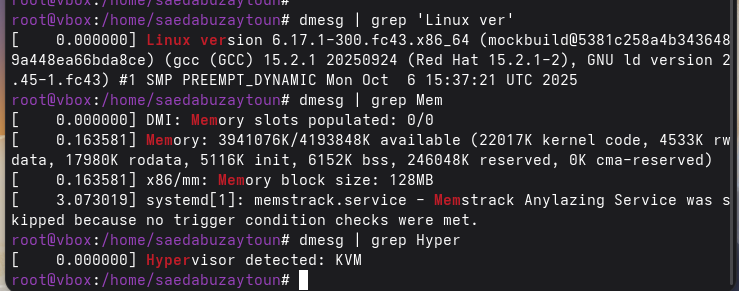 root@vbox:/home/saedabuzaytoun# dmesg | grep 'Linux ver'
[    0.000000] Linux version 6.17.1-300.fc43.x86_64 (mockbuild@5381c258a4b343648
9a448ea66bda8ce) (gcc (GCC) 15.2.1 20250924 (Red Hat 15.2.1-2), GNU ld version 2
.45-1.fc43) #1 SMP PREEMPT_DYNAMIC Mon Oct  6 15:37:21 UTC 2025
root@vbox:/home/saedabuzaytoun# dmesg | grep Mem
[    0.000000] DMI: Memory slots populated: 0/0
[    0.163581] Memory: 3941076K/4193848K available (22017K kernel code, 4533K rw
data, 17980K rodata, 5116K init, 6152K bss, 246048K reserved, 0K cma-reserved)
[    0.163581] x86/mm: Memory block size: 128MB
[    3.073019] systemd[1]: memstrack.service - Memstrack Anylazing Service was s
kipped because no trigger condition checks were met.
root@vbox:/home/saedabuzaytoun# dmesg | grep Hyper
[    0.000000] Hypervisor detected: KVM
root@vbox:/home/saedabuzaytoun#